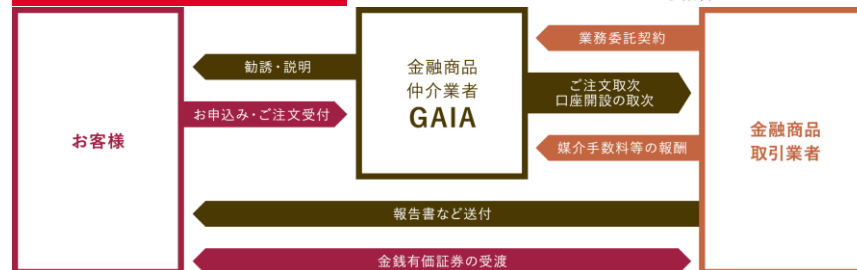 業務委託契約
勧誘・説明
金融商品
仲介業者
GAIA
ご注文取次
口座開設の取次
お申込み・ご注文受付
お客様
金融商品
取引業者
媒介手数料等の報酬
報告書など送付
金銭有価証券の受渡